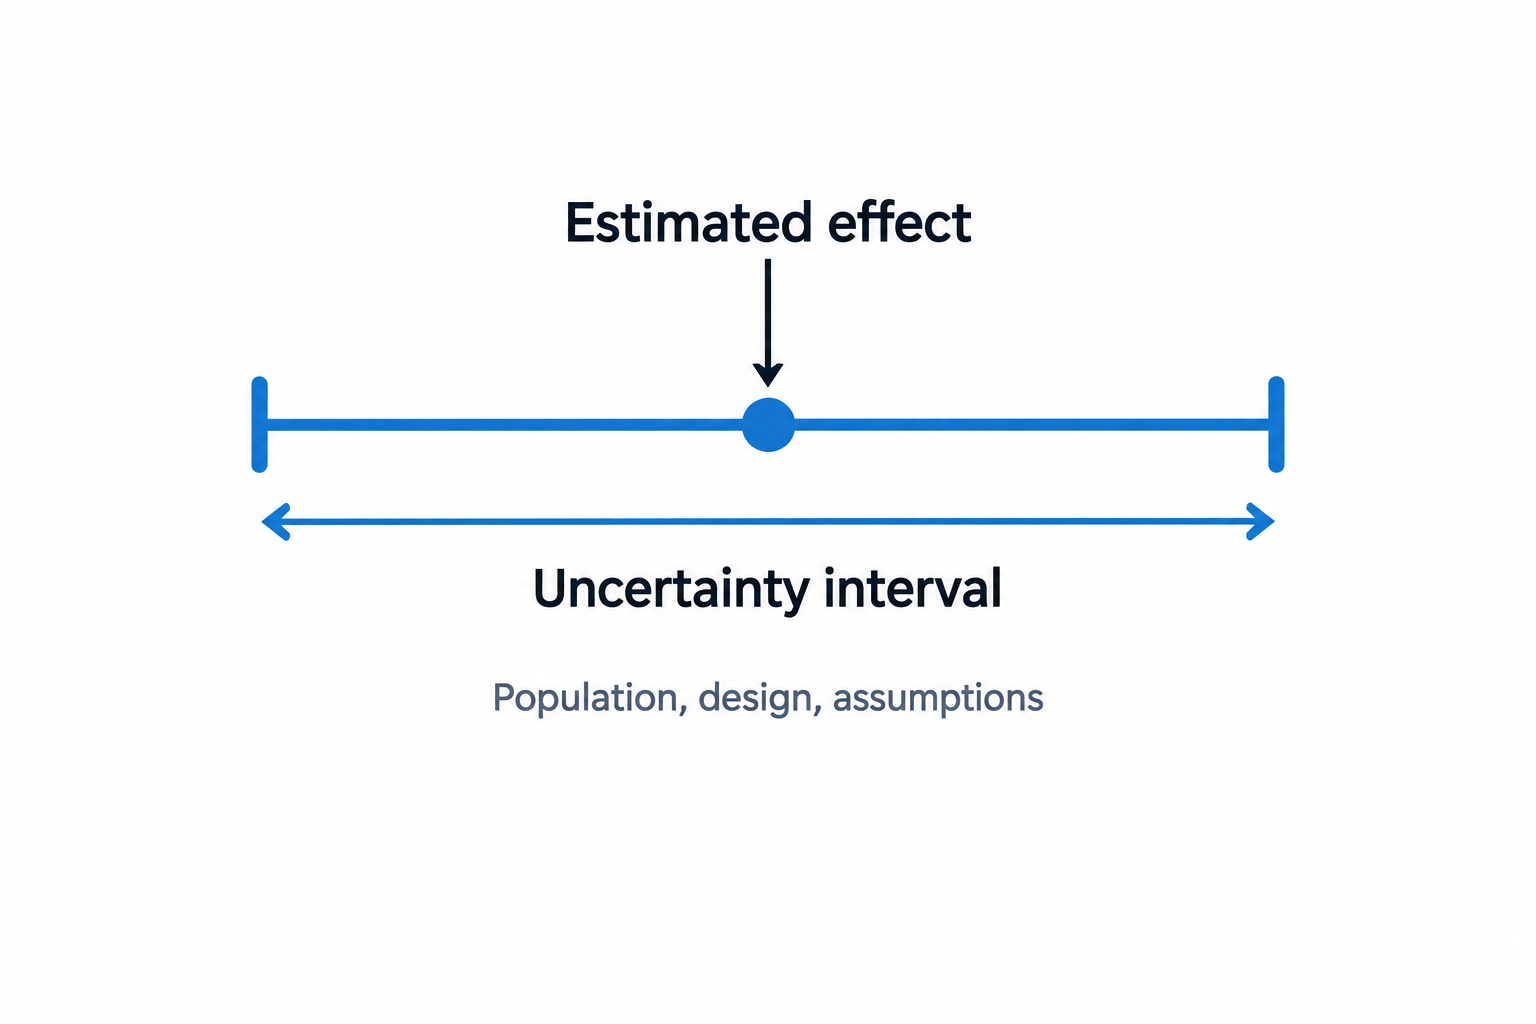 Estimated effect
Uncertainty interval
Population, design, assumptions